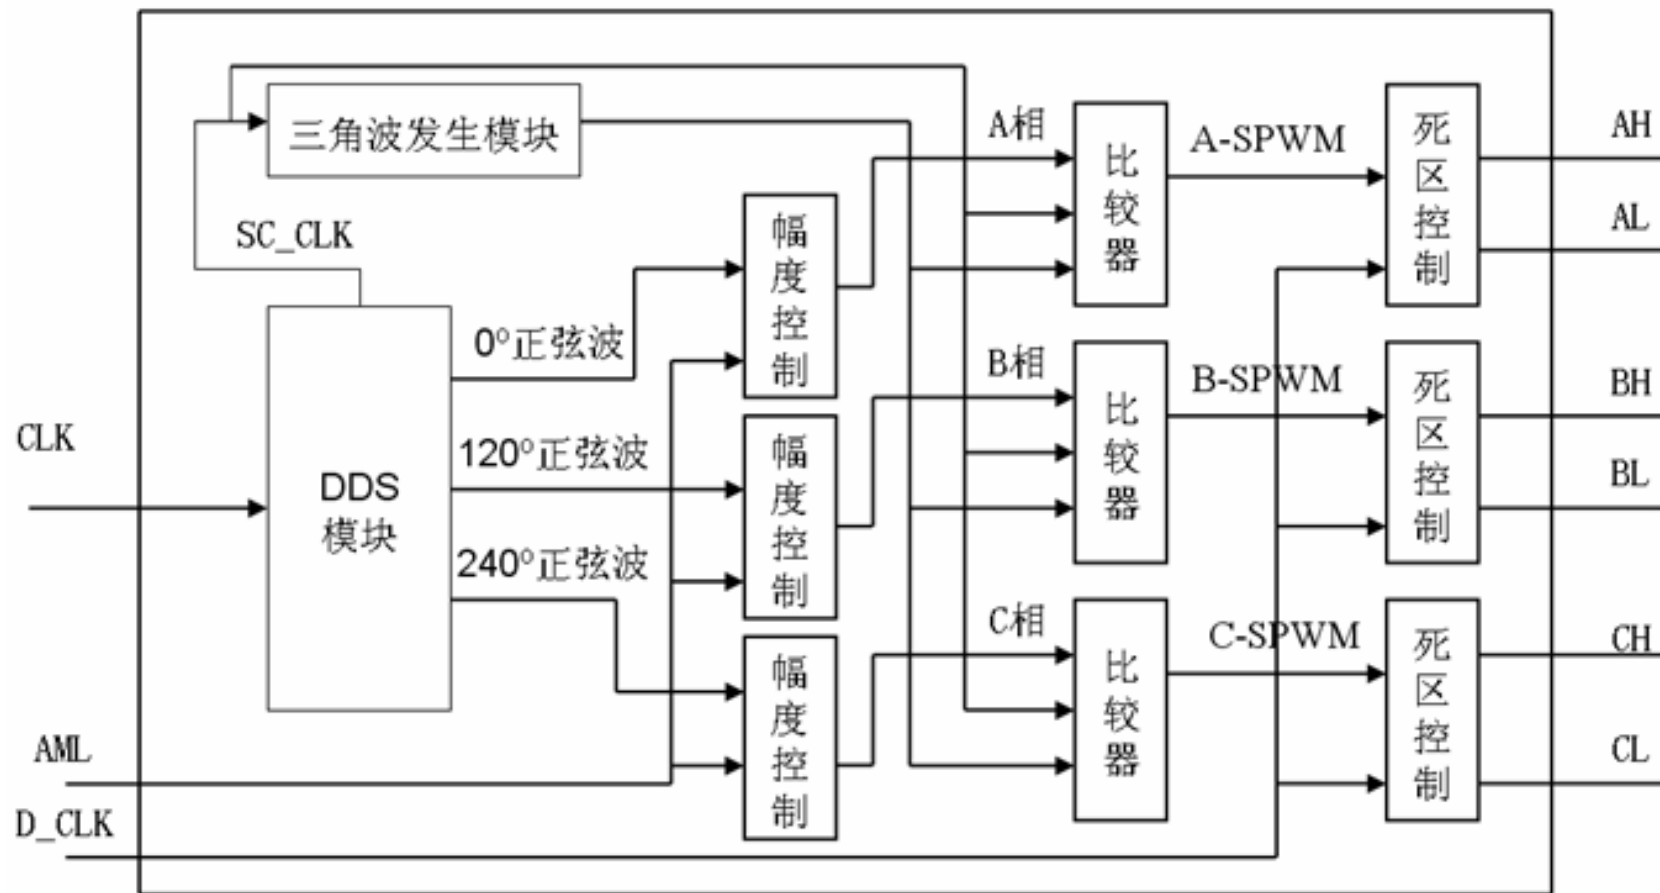 三角波发生模块
SC_CLK
DDS
模块
CLK
AML
D_CLK
0°正弦波
120°正弦波
240°正弦波
幅度控制
幅度控制
幅度控制
A相
B相
C相
比较器
比较器
比较器
A-SPWM
B-SPWM
C-SPWM
死区控制
死区控制
死区控制
AH
AL
BH
BL
CH
CL